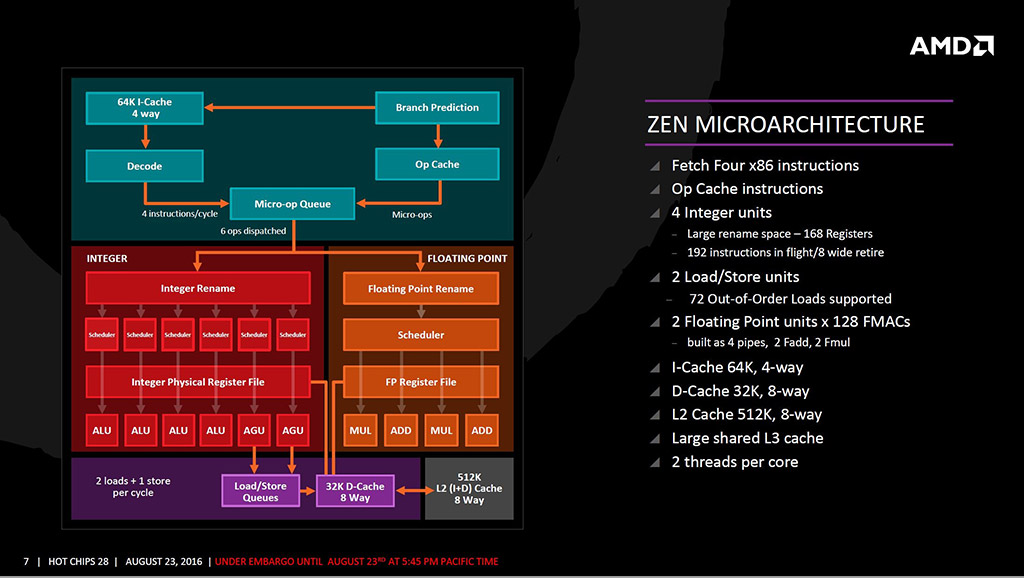 AMD
64K I-Cache
4 way
Branch Prediction
Decode
Op Cache
Micro-op Queue
4 instructions/cycle
Micro-ops
6 ops dispatched
INTEGER
FLOATING POINT
Integer Rename
Floating Point Rename
Scheduler
Scheduler
Scheduler
Scheduler
Scheduler
Scheduler
Scheduler
Integer Physical Register File
FP Register File
ALU
ALU
ALU
ALU
AGU
AGU
MUL
ADD
MUL
ADD
2 loads + 1 store
per cycle
Load/Store
Queues
32K D-Cache
8 Way
512K
L2 (I+D) Cache
8 Way
ZEN MICROARCHITECTURE
Fetch Four x86 instructions
Op Cache instructions
4 Integer units
– Large rename space – 168 Registers
– 192 instructions in flight/8 wide retire
2 Load/Store units
– 72 Out-of-Order Loads supported
2 Floating Point units x 128 FMACs
– built as 4 pipes, 2 Fadd, 2 Fmul
I-Cache 64K, 4-way
D-Cache 32K, 8-way
L2 Cache 512K, 8-way
Large shared L3 cache
2 threads per core
7 | HOT CHIPS 28 | AUGUST 23, 2016 | UNDER EMBARGO UNTIL AUGUST 23RD AT 5:45 PM PACIFIC TIME